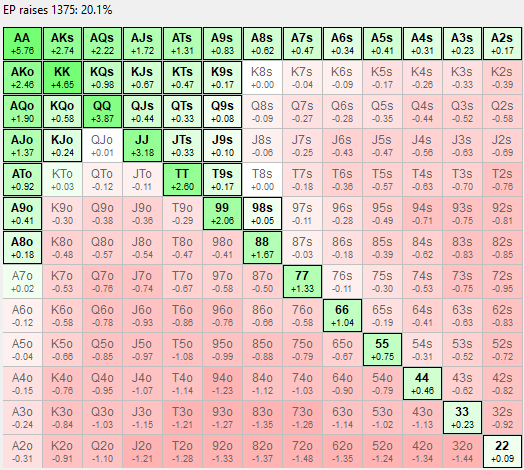 EP raises 1375: 20.1%
AA AKs AQs AJs ATs A9s A8s A7s A6s A5s A4s A3s A2s
+5.76 +2.74 +2.22 +1.72 +1.31 +0.83 +0.62 +0.47 +0.34 +0.41 +0.31 +0.23 +0.17
AKo KK KQs KJs KTs K9s K8s K7s K6s K5s K4s K3s K2s
+2.46 +4.65 +0.98 +0.67 +0.47 +0.17 +0.00 -0.04 -0.09 -0.17 -0.26 -0.33 -0.39
AQo KQo QQ QJs QTs Q9s Q8s Q7s Q6s Q5s Q4s Q3s Q2s
+1.90 +0.58 +3.87 +0.44 +0.33 +0.08 -0.09 -0.27 -0.28 -0.35 -0.44 -0.52 -0.58
AJo KJo QJo JJ JTs J9s J8s J7s J6s J5s J4s J3s J2s
+1.37 +0.24 +0.01 +3.18 +0.33 +0.10 -0.06 -0.25 -0.43 -0.47 -0.56 -0.63 -0.69
ATo KTo QTo JTo TT T9s T8s T7s T6s T5s T4s T3s T2s
+0.92 +0.03 -0.12 -0.11 +2.60 +0.17 +0.00 -0.18 -0.36 -0.57 -0.63 -0.70 -0.76
A9o K9o Q9o J9o T9o 99 98s 97s 96s 95s 94s 93s 92s
+0.41 -0.30 -0.38 -0.36 -0.29 +2.06 +0.05 -0.11 -0.28 -0.49 -0.71 -0.75 -0.81
A8o K8o Q8o J8o T8o 98o 88 87s 86s 85s 84s 83s 82s
+0.18 -0.48 -0.57 -0.54 -0.47 -0.41 +1.67 -0.03 -0.18 -0.39 -0.62 -0.83 -0.85
A7o K7o Q7o J7o T7o 97o 87o 77 76s 75s 74s 73s 72s
+0.02 -0.53 -0.76 -0.74 -0.67 -0.58 -0.50 +1.33 -0.11 -0.30 -0.53 -0.75 -0.95
A6o K6o Q6o J6o T6o 96o 86o 76o 66 65s 64s 63s 62s
-0.12 -0.58 -0.78 -0.93 -0.86 -0.76 -0.66 -0.58 +1.04 -0.19 -0.41 -0.63 -0.83
A5o K5o Q5o J5o T5o 95o 85o 75o 65o 55 54s 53s 52s
-0.04 -0.66 -0.85 -0.97 -1.08 -0.99 -0.88 -0.79 -0.67 +0.75 -0.31 -0.52 -0.72
A4o K4o Q4o J4o T4o 94o 84o 74o 64o 54o 44 43s 42s
-0.15 -0.76 -0.95 -1.07 -1.14 -1.23 -1.12 -1.03 -0.90 -0.79 +0.46 -0.62 -0.82
A3o K3o Q3o J3o T3o 93o 83o 73o 63o 53o 43o 33 32s
-0.24 -0.84 -1.03 -1.15 -1.21 -1.27 -1.35 -1.26 -1.14 -1.02 -1.13 +0.23 -0.92
A2o K2o Q2o J2o T2o 92o 82o 72o 62o 52o 42o 32o 22
-0.31 -0.91 -1.10 -1.21 -1.28 -1.33 -1.37 -1.48 -1.35 -1.24 -1.34 -1.44 +0.09